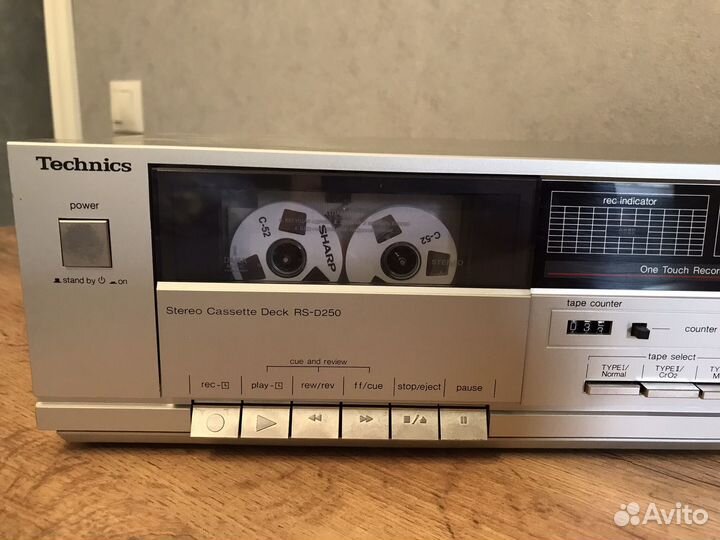 Technics
power
stand by on
C-52
SHARP
C-52
STEREO
rec indicator
One Touch Recor
Stereo Cassette Deck RS-D250
tape counter
counter
cue and review
tape select
rec- play- rew/rev ff/cue stop/eject pause
TYPE I/
Normal
TYPE II/
CrO2
TY
M
Avito